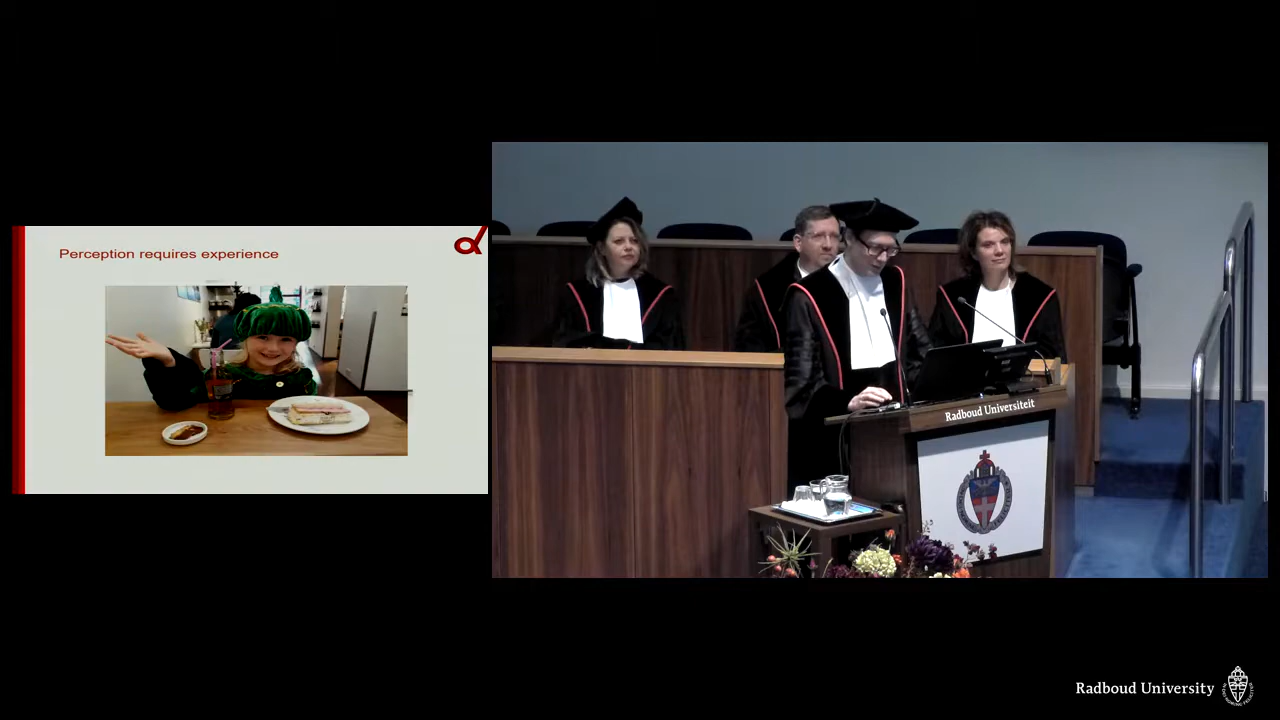 Perception requires experience
Radboud Universiteit
Radboud University